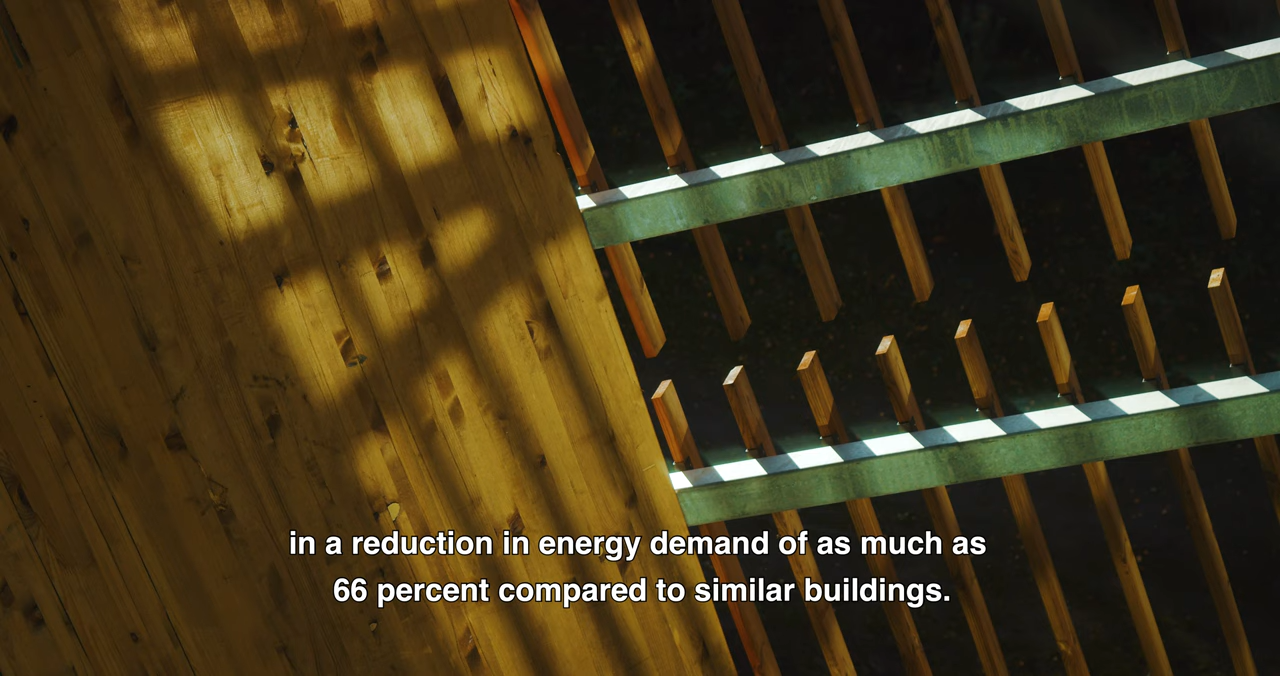 in a reduction in energy demand of as much as
66 percent compared to similar buildings.